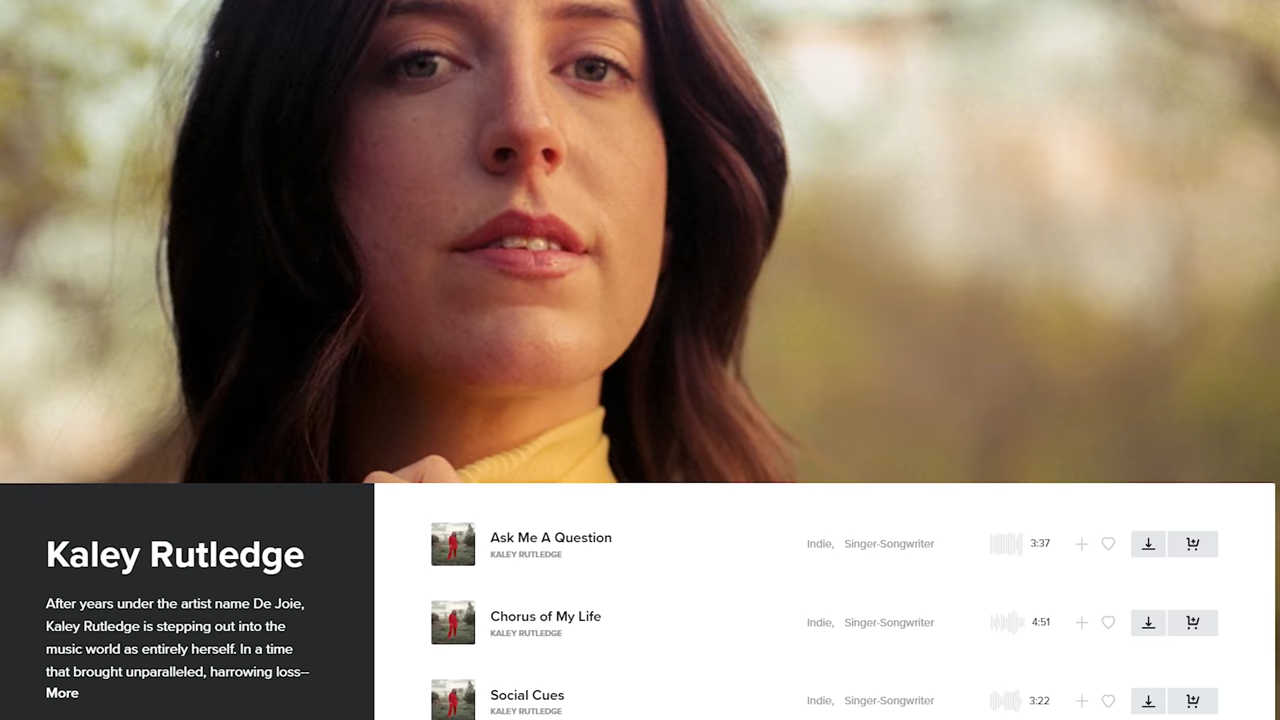 Kaley Rutledge
After years under the artist name De Joie,
Kaley Rutledge is stepping out into the
music world as entirely herself. In a time
that brought unparalleled, harrowing loss—
More
Ask Me A Question
KALEY RUTLEDGE
Indie, Singer-Songwriter
3:37
Chorus of My Life
KALEY RUTLEDGE
Indie, Singer-Songwriter
4:51
Social Cues
KALEY RUTLEDGE
Indie, Singer-Songwriter
3:22